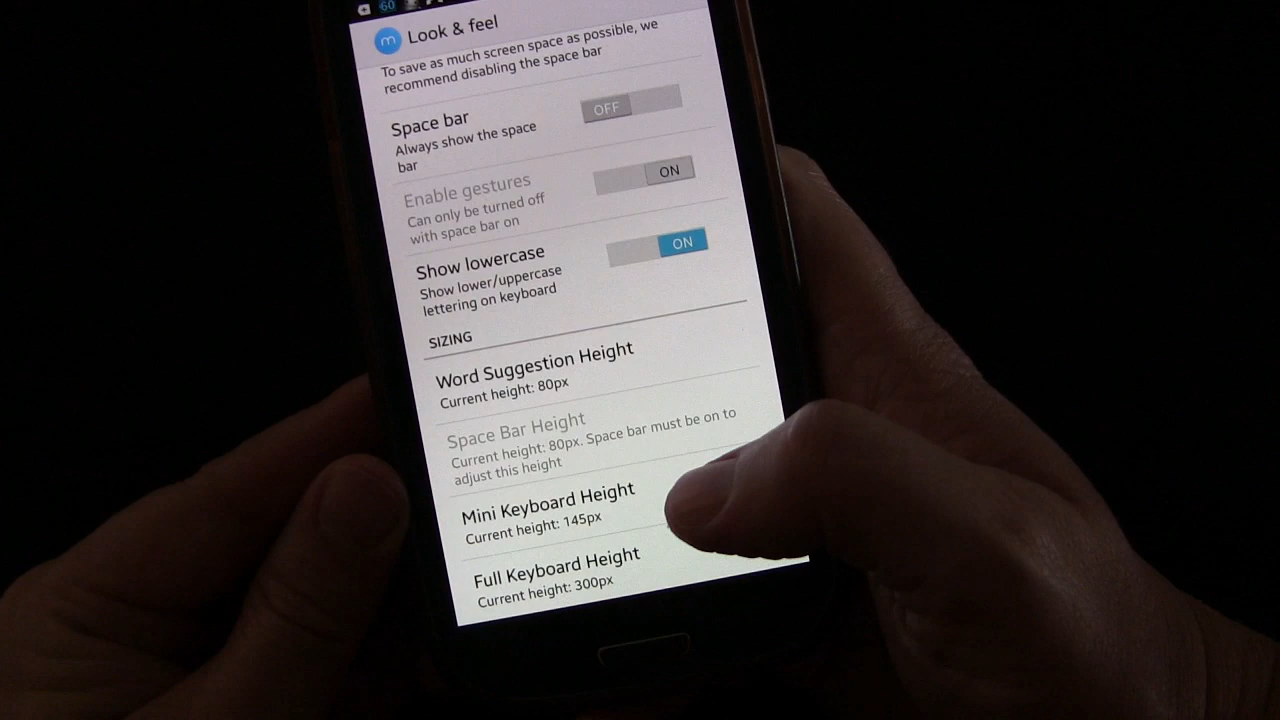 60
m Look & feel
To save as much screen space as possible, we
recommend disabling the space bar
Space bar
Always show the space
bar
OFF
Enable gestures
Can only be turned off
with space bar on
ON
Show lowercase
Show lower/uppercase
lettering on keyboard
ON
SIZING
Word Suggestion Height
Current height: 80px
Space Bar Height
Current height: 80px. Space bar must be on to
adjust this height
Mini Keyboard Height
Current height: 145px
Full Keyboard Height
Current height: 300px